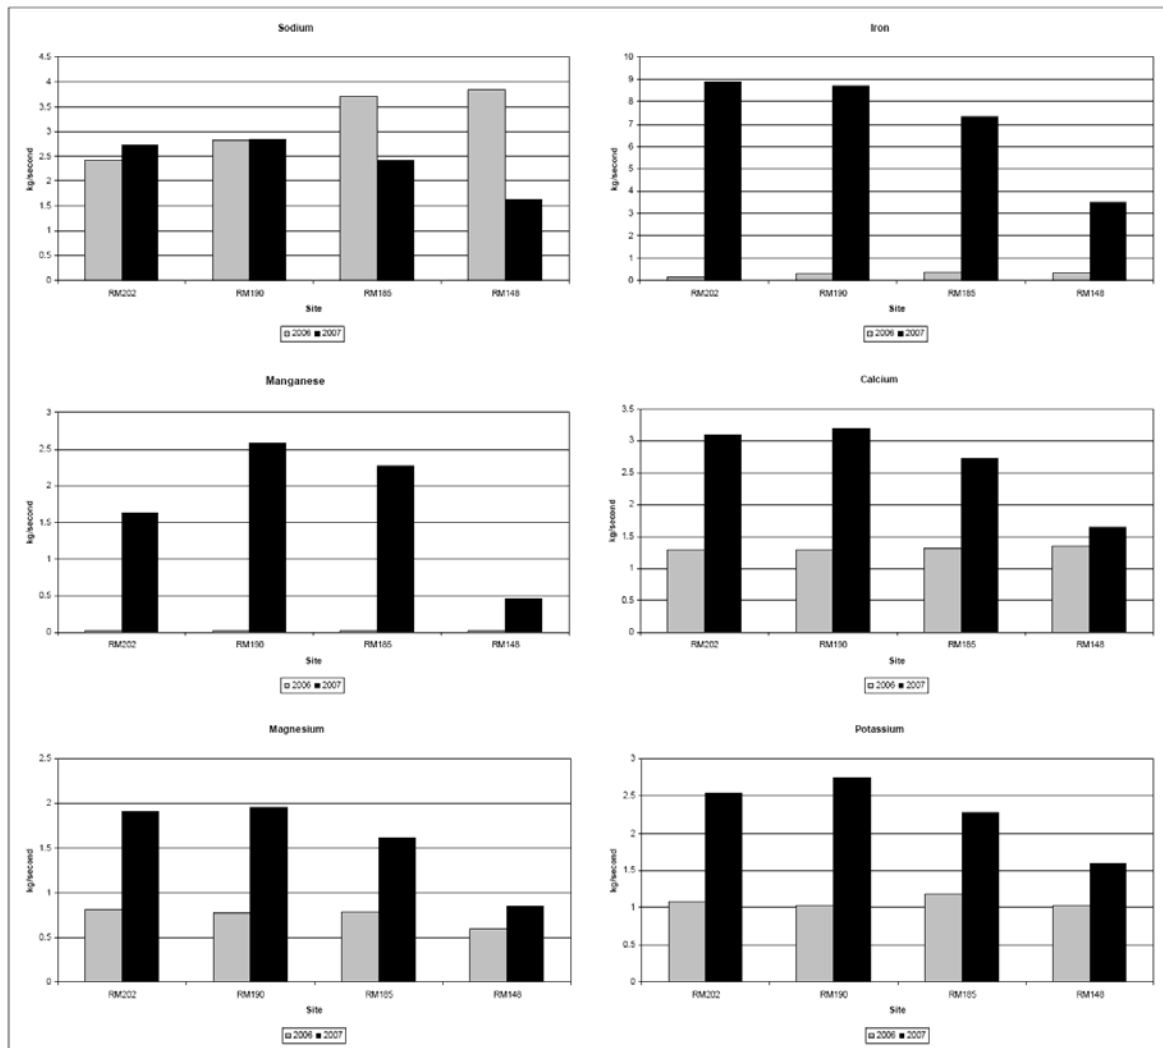 Sodium
4.5
4
3.5
3
2.5
2
1.5
1
0.5
0
kg/second
RM202 RM190 RM185 RM148
Site
2006 2007
Iron
10
9
8
7
6
5
4
3
2
1
0
kg/second
RM202 RM190 RM185 RM148
Site
2006 2007
Manganese
3
2.5
2
1.5
1
0.5
0
kg/second
RM202 RM190 RM185 RM148
Site
2006 2007
Calcium
3.5
3
2.5
2
1.5
1
0.5
0
kg/second
RM202 RM190 RM185 RM148
Site
2006 2007
Magnesium
2.5
2
1.5
1
0.5
0
kg/second
RM202 RM190 RM185 RM148
Site
2006 2007
Potassium
3
2.5
2
1.5
1
0.5
0
kg/second
RM202 RM190 RM185 RM148
Site
2006 2007